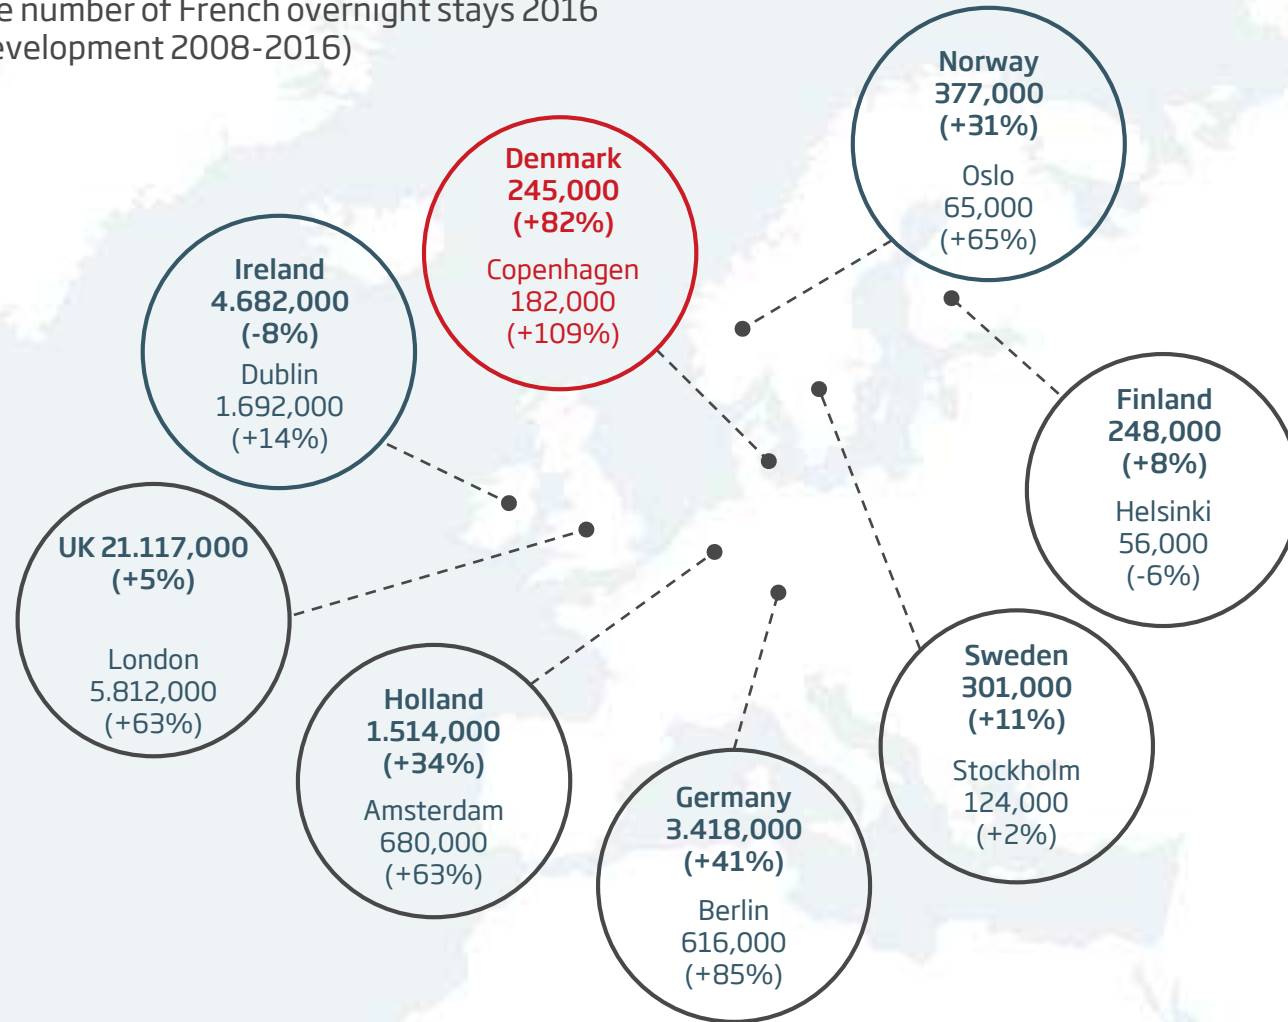 number of French overnight stays 2016
2008-2016)
Norway
377,000
(+31%)
Oslo
65,000
(+65%)
Denmark
245,000
(+82%)
Copenhagen
182,000
(+109%)
Ireland
4.682,000
(-8%)
Dublin
1.692,000
(+14%)
Finland
248,000
(+8%)
Helsinki
56,000
(-6%)
UK 21.117,000
(+5%)
London
5.812,000
(+63%)
Holland
1.514,000
(+34%)
Amsterdam
680,000
(+63%)
Sweden
301,000
(+11%)
Stockholm
124,000
(+2%)
Germany
3.418,000
(+41%)
Berlin
616,000
(+85%)